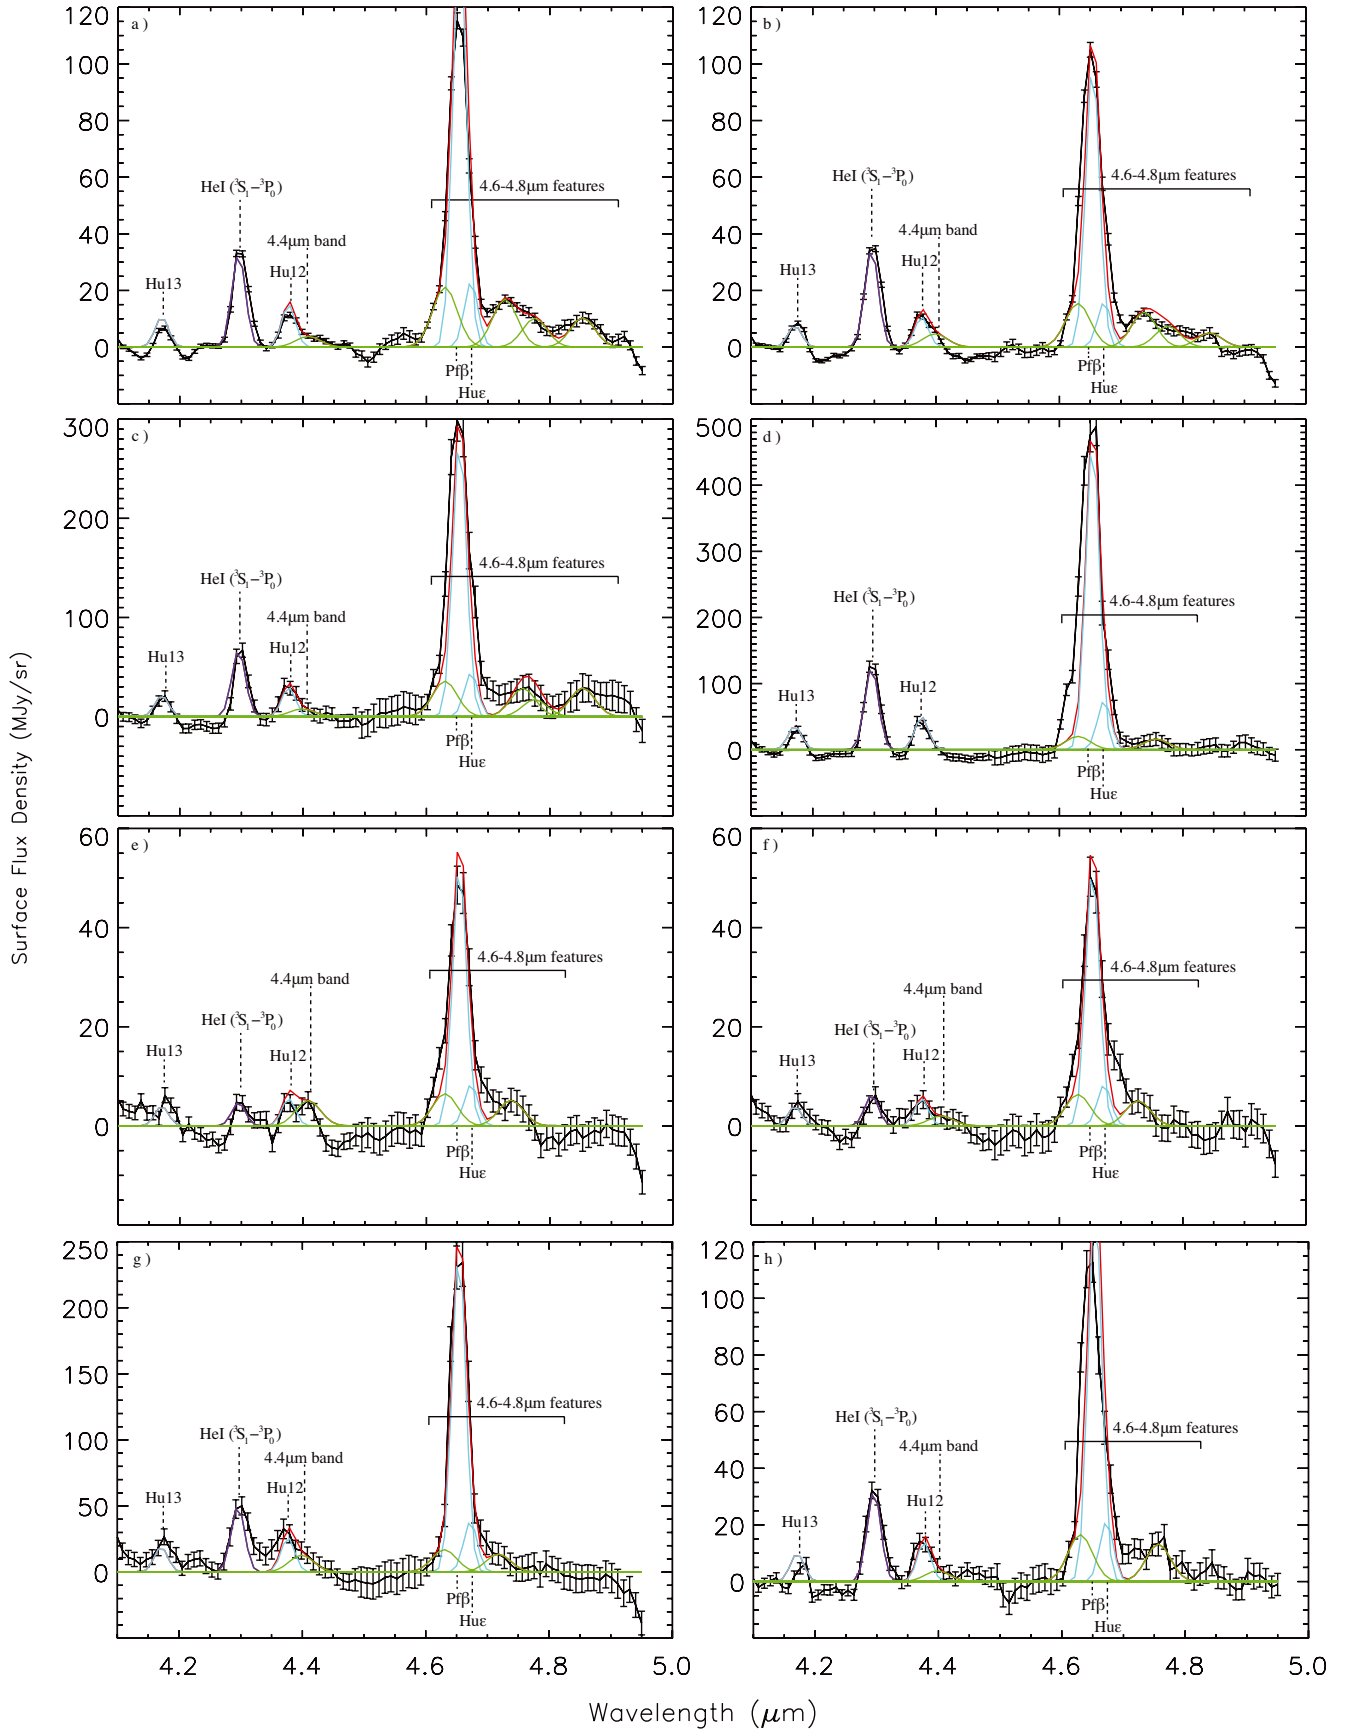 a ) b )
120 120
100 100
80 80
60 60
40 40
20 20
0 0
HeI (³S₁−³P₀) HeI (³S₁−³P₀)
4.6-4.8μm features 4.6-4.8μm features
4.4μm band 4.4μm band
Hu13 Hu12 Hu13 Hu12
Pfβ Pfβ
Huε Huε
c ) d )
300 500
200 400
100 300
0 200
100
0
HeI (³S₁−³P₀) HeI (³S₁−³P₀)
4.6-4.8μm features 4.6-4.8μm features
4.4μm band
Hu13 Hu12 Hu13 Hu12
Pfβ Pfβ
Huε Huε
Surface Flux Density (MJy/sr)
e ) f )
60 60
40 40
20 20
0 0
4.6-4.8μm features 4.6-4.8μm features
4.4μm band 4.4μm band
HeI (³S₁−³P₀) HeI (³S₁−³P₀)
Hu13 Hu12 Hu13 Hu12
Pfβ Pfβ
Huε Huε
g ) h )
250 120
200 100
150 80
100 60
50 40
0 20
0
4.6-4.8μm features 4.6-4.8μm features
HeI (³S₁−³P₀) HeI (³S₁−³P₀)
4.4μm band 4.4μm band
Hu13 Hu12 Hu13 Hu12
Pfβ Pfβ
Huε Huε
4.2 4.4 4.6 4.8 5.0 4.2 4.4 4.6 4.8 5.0
Wavelength (μm)